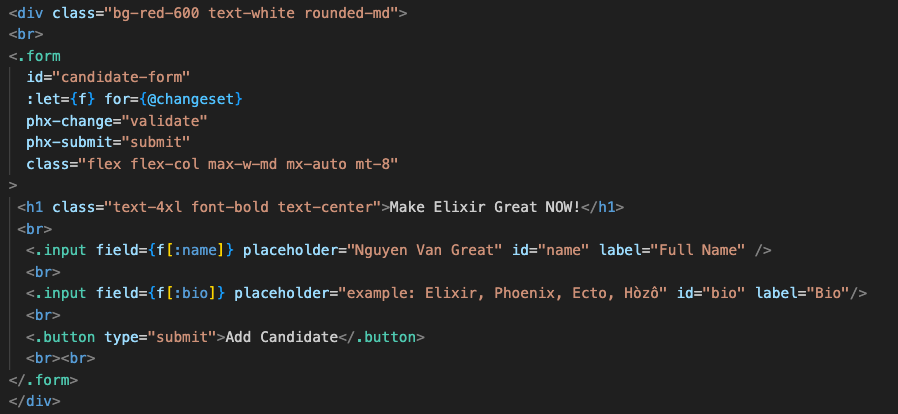 <div class="bg-red-600 text-white rounded-md">
<br>
<.form
id="candidate-form"
:let={f} for={@changeset}
phx-change="validate"
phx-submit="submit"
class="flex flex-col max-w-md mx-auto mt-8"
>
<h1 class="text-4xl font-bold text-center">Make Elixir Great NOW!</h1>
<br>
<.input field={f[:name]} placeholder="Nguyen Van Great" id="name" label="Full Name" />
<br>
<.input field={f[:bio]} placeholder="example: Elixir, Phoenix, Ecto, Hòzô" id="bio" label="Bio"/>
<br>
<.button type="submit">Add Candidate</.button>
<br><br>
</.form>
</div>